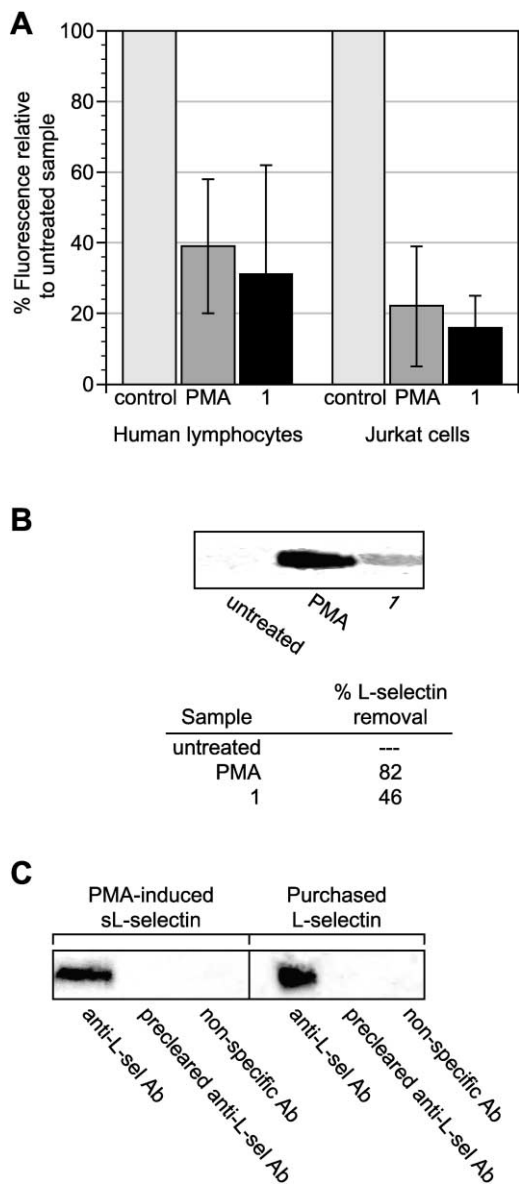 A
% Fluorescence relative
to untreated sample
100
80
60
40
20
0
control PMA 1 control PMA 1
Human lymphocytes Jurkat cells
B
untreated PMA 1
% L-selectin
Sample removal
untreated ---
PMA 82
1 46
C
PMA-induced Purchased
sL-selectin L-selectin
anti-L-sel Ab
precleared anti-L-sel Ab
non-specific Ab
anti-L-sel Ab
precleared anti-L-sel Ab
non-specific Ab